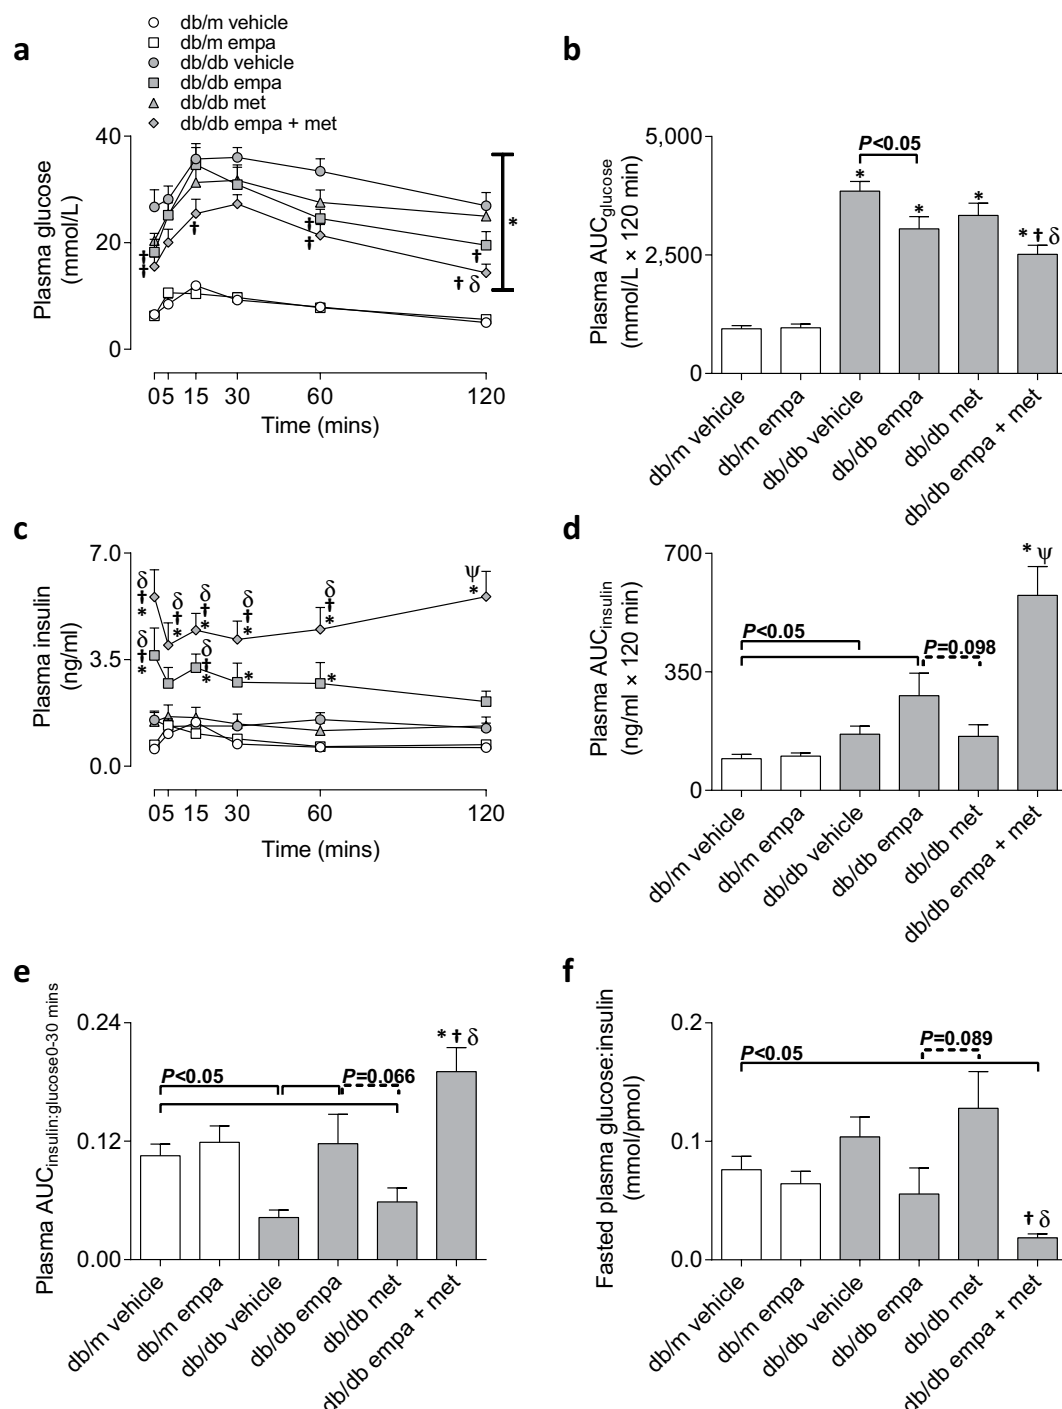 a
db/m vehicle
db/m empa
db/db vehicle
db/db empa
db/db met
db/db empa + met
Plasma glucose
(mmol/L)
40
20
0
†
†
†
†
†
†
† δ
*
0 5 15 30 60 120
Time (mins)
b
Plasma AUCglucose
(mmol/L × 120 min)
5,000
2,500
0
P<0.05
*
*
*
* † δ
db/m vehicle
db/m empa
db/db vehicle
db/db empa
db/db met
db/db empa + met
c
Plasma insulin
(ng/ml)
7.0
3.5
0.0
δ
†
*
δ
†
*
δ
†
*
δ
†
*
δ
†
*
ψ
*
δ
†
*
δ
†
*
*
*
0 5 15 30 60 120
Time (mins)
d
Plasma AUCinsulin
(ng/ml × 120 min)
700
350
0
P<0.05
P=0.098
* ψ
db/m vehicle
db/m empa
db/db vehicle
db/db empa
db/db met
db/db empa + met
e
Plasma AUCinsulin:glucose0-30 mins
0.24
0.12
0.00
P<0.05
P=0.066
* † δ
db/m vehicle
db/m empa
db/db vehicle
db/db empa
db/db met
db/db empa + met
f
Fasted plasma glucose:insulin
(mmol/pmol)
0.2
0.1
0.0
P<0.05
P=0.089
† δ
db/m vehicle
db/m empa
db/db vehicle
db/db empa
db/db met
db/db empa + met